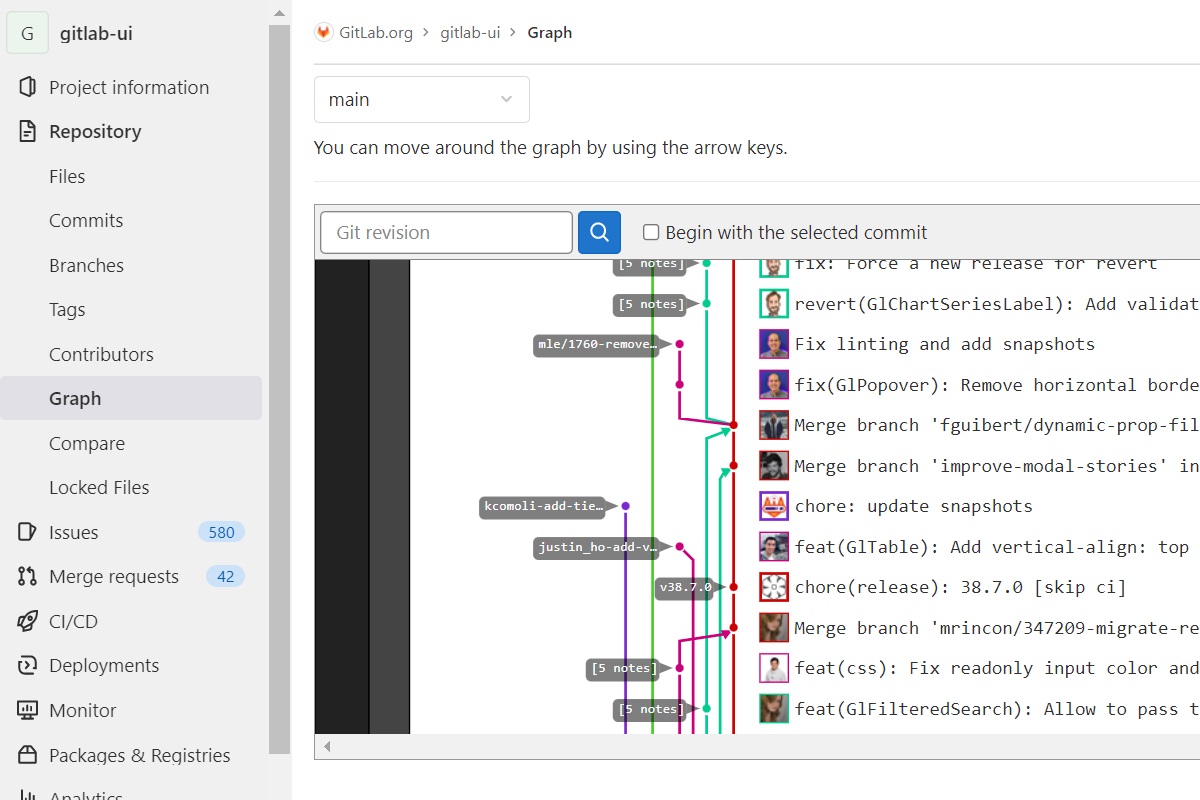 G gitlab-ui
Project information
Repository
Files
Commits
Branches
Tags
Contributors
Graph
Compare
Locked Files
Issues 580
Merge requests 42
CI/CD
Deployments
Monitor
Packages & Registries
Analytics
GitLab.org > gitlab-ui > Graph
main
You can move around the graph by using the arrow keys.
Git revision
Begin with the selected commit
[5 notes] fix: Force a new release for revert
[5 notes] revert(GlChartSeriesLabel): Add validat
mle/1760-remove… Fix linting and add snapshots
fix(GlPopover): Remove horizontal borde
Merge branch 'fguibert/dynamic-prop-fil
Merge branch 'improve-modal-stories' in
kcomoli-add-tie… chore: update snapshots
justin_ho-add-v… feat(GlTable): Add vertical-align: top
v38.7.0 chore(release): 38.7.0 [skip ci]
Merge branch 'mrincon/347209-migrate-re
[5 notes] feat(css): Fix readonly input color and
[5 notes] feat(GlFilteredSearch): Allow to pass t